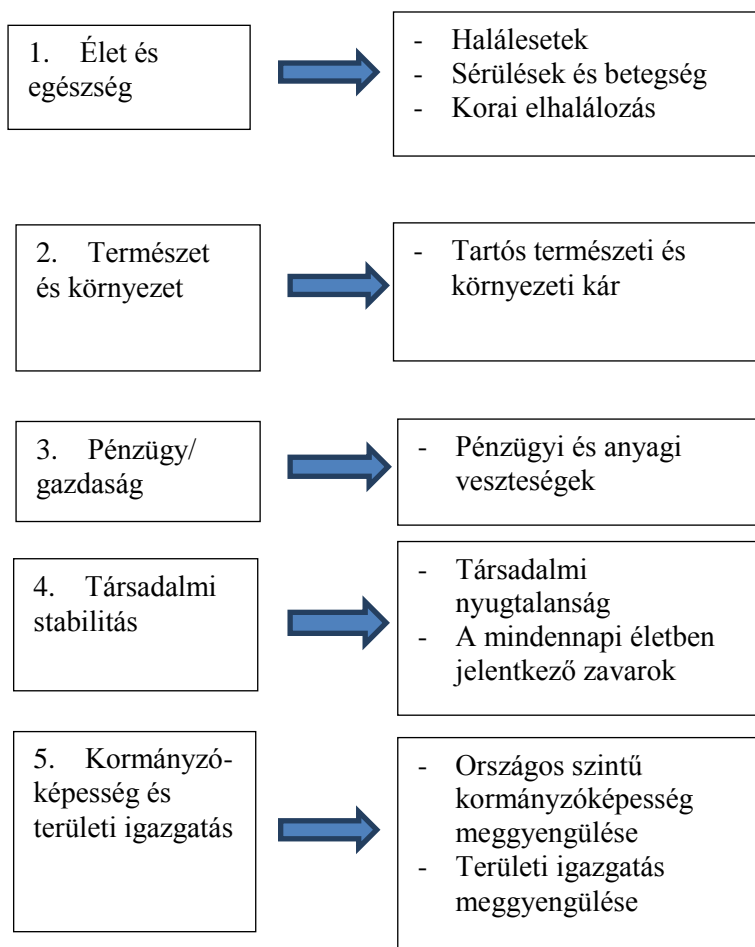 1. Élet és
egészség
- Halálesetek
- Sérülések és betegség
- Korai elhalálozás
2. Természet
és környezet
- Tartós természeti és
környezeti kár
3. Pénzügy/
gazdaság
- Pénzügyi és anyagi
veszteségek
4. Társadalmi
stabilitás
- Társadalmi
nyugtalanság
- A mindennapi életben
jelentkező zavarok
5. Kormányzó-
képesség és
területi igazgatás
- Országos szintű
kormányzóképesség
meggyengülése
- Területi igazgatás
meggyengülése